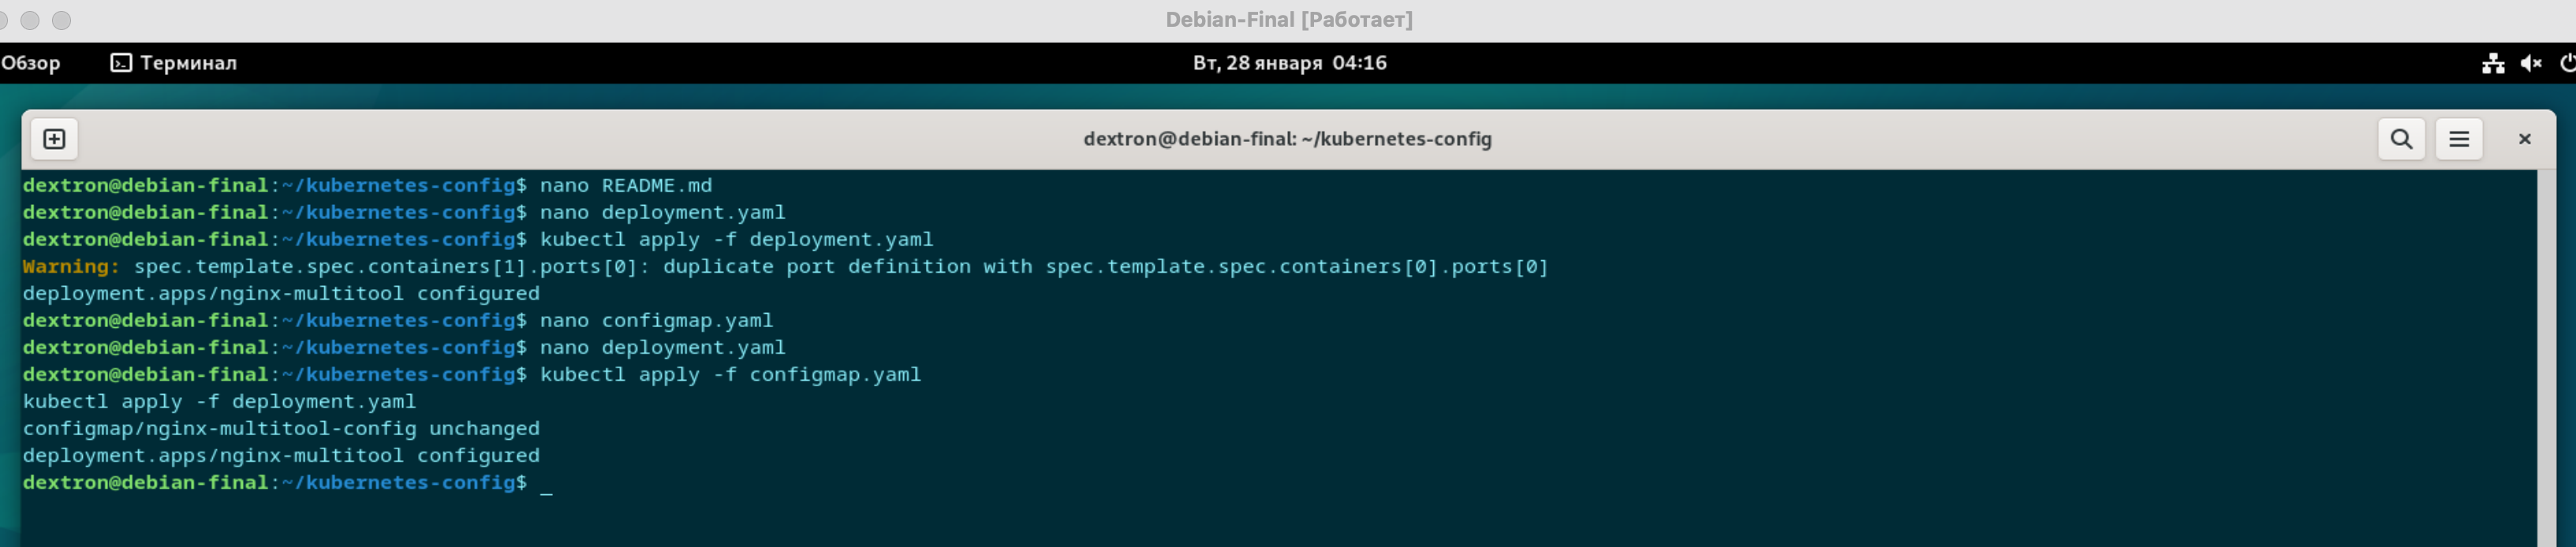 Debian-Final [Работает]
Обзор Терминал Вт, 28 января 04:16
dextron@debian-final: ~/kubernetes-config
dextron@debian-final:~/kubernetes-config$ nano README.md
dextron@debian-final:~/kubernetes-config$ nano deployment.yaml
dextron@debian-final:~/kubernetes-config$ kubectl apply -f deployment.yaml
Warning: spec.template.spec.containers[1].ports[0]: duplicate port definition with spec.template.spec.containers[0].ports[0]
deployment.apps/nginx-multitool configured
dextron@debian-final:~/kubernetes-config$ nano configmap.yaml
dextron@debian-final:~/kubernetes-config$ nano deployment.yaml
dextron@debian-final:~/kubernetes-config$ kubectl apply -f configmap.yaml
kubectl apply -f deployment.yaml
configmap/nginx-multitool-config unchanged
deployment.apps/nginx-multitool configured
dextron@debian-final:~/kubernetes-config$ _